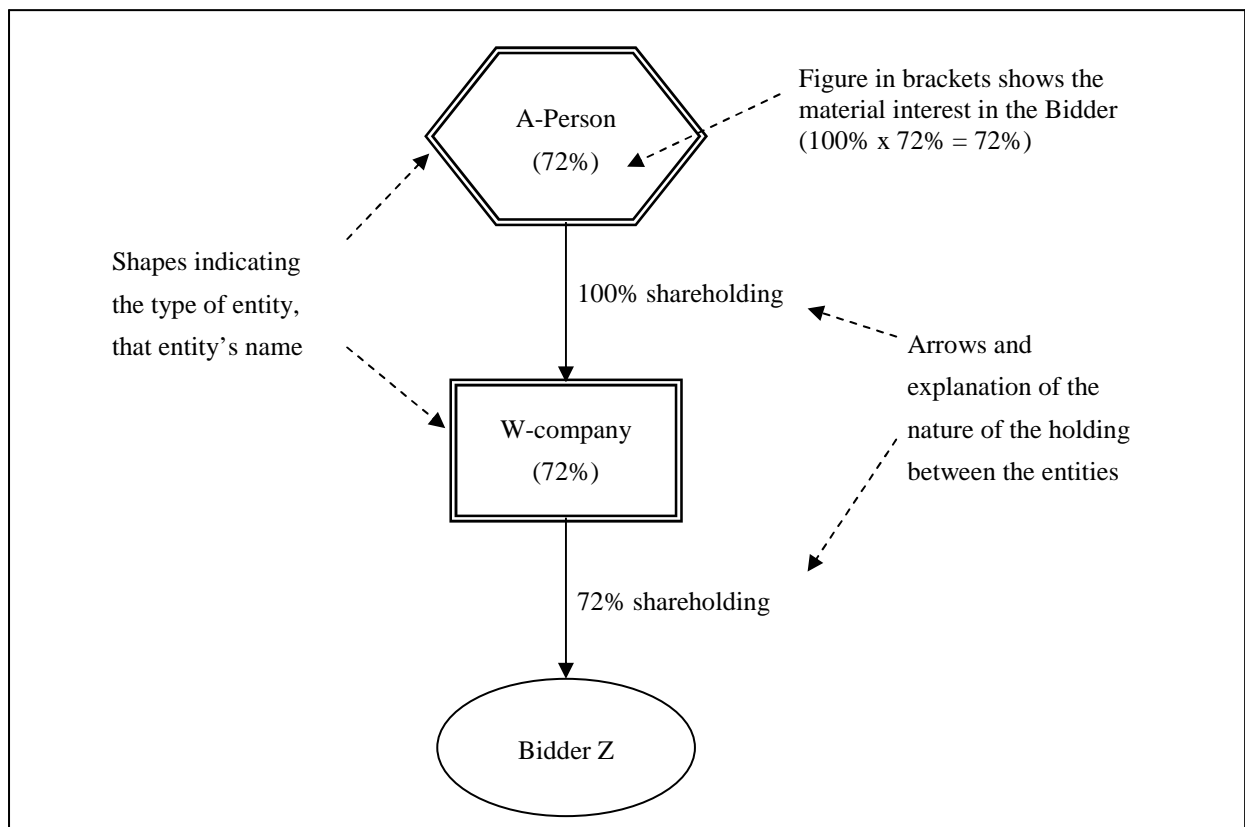 A-Person
(72%)
Figure in brackets shows the
material interest in the Bidder
(100% x 72% = 72%)
Shapes indicating
the type of entity,
that entity’s name
100% shareholding
Arrows and
explanation of the
nature of the holding
between the entities
W-company
(72%)
72% shareholding
Bidder Z